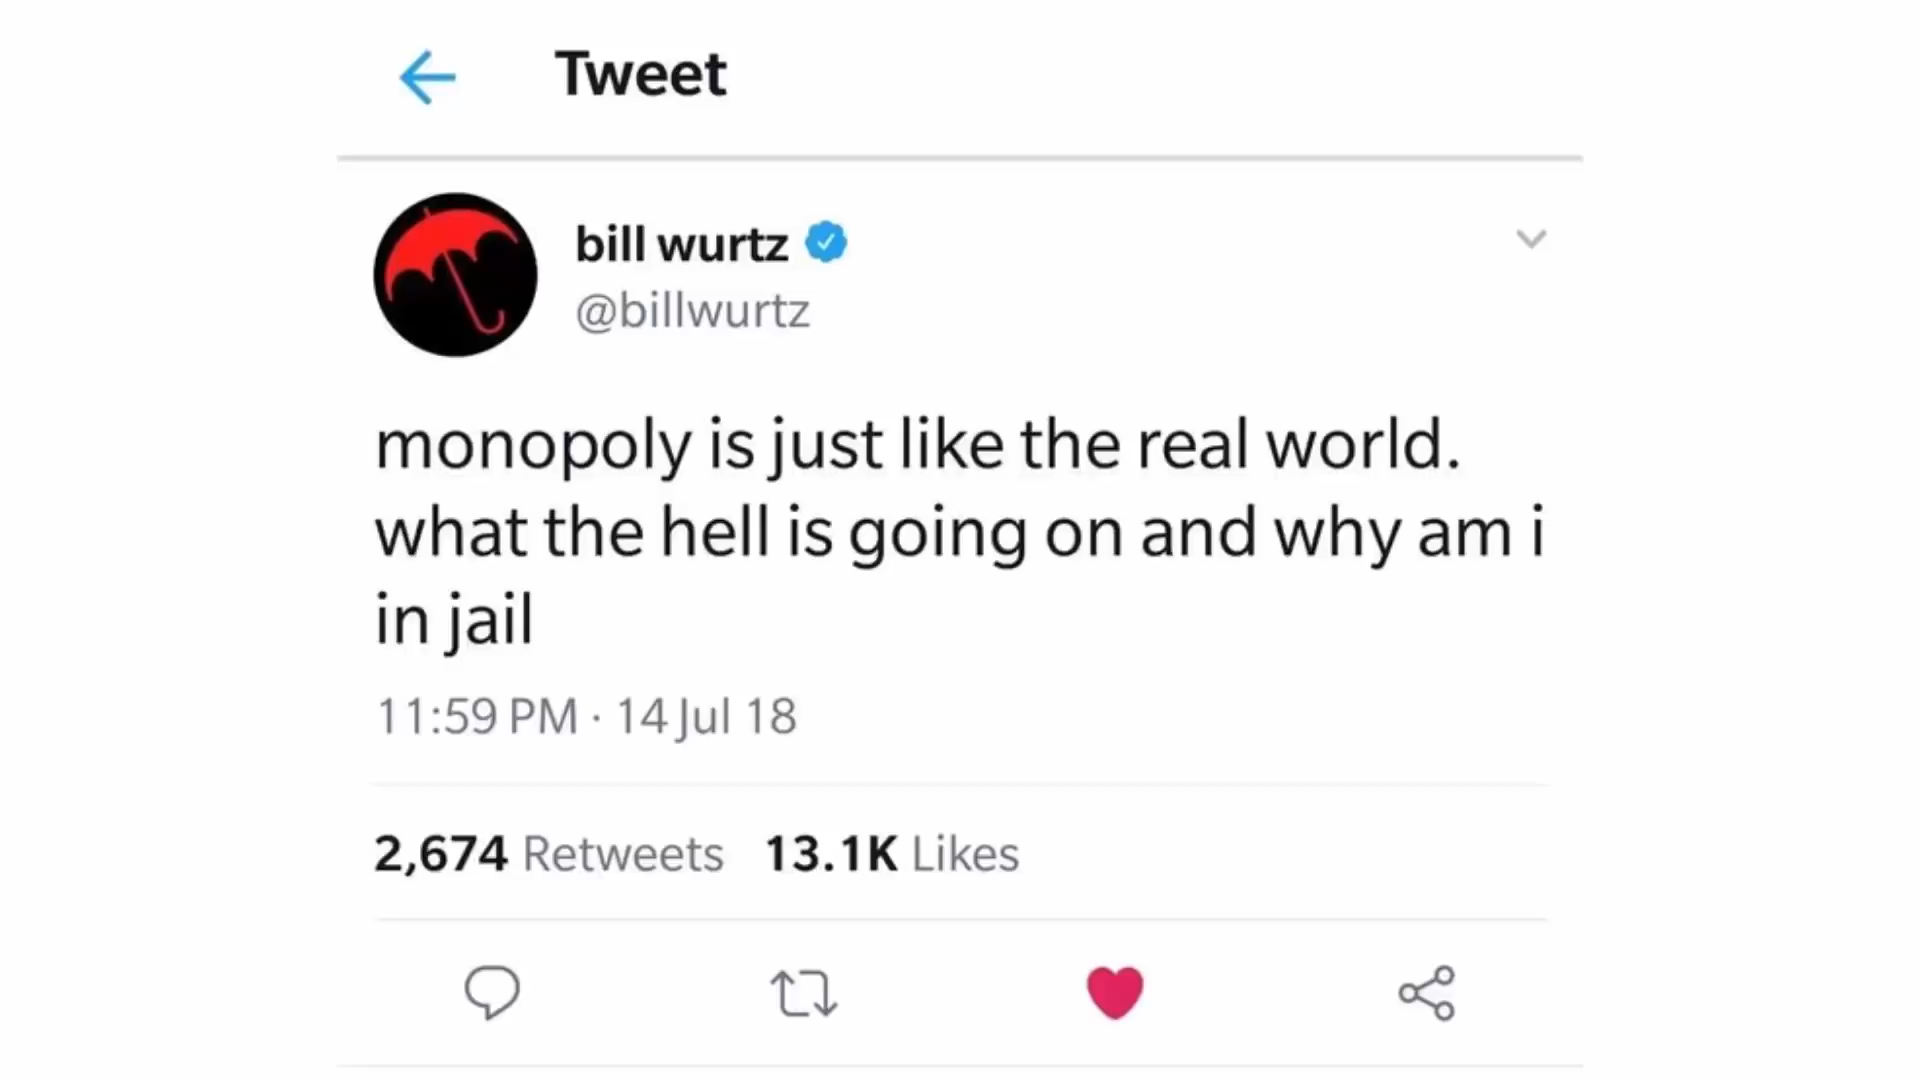 Tweet
bill wurtz
@billwurtz
monopoly is just like the real world.
what the hell is going on and why am i
in jail
11:59 PM · 14 Jul 18
2,674 Retweets 13.1K Likes